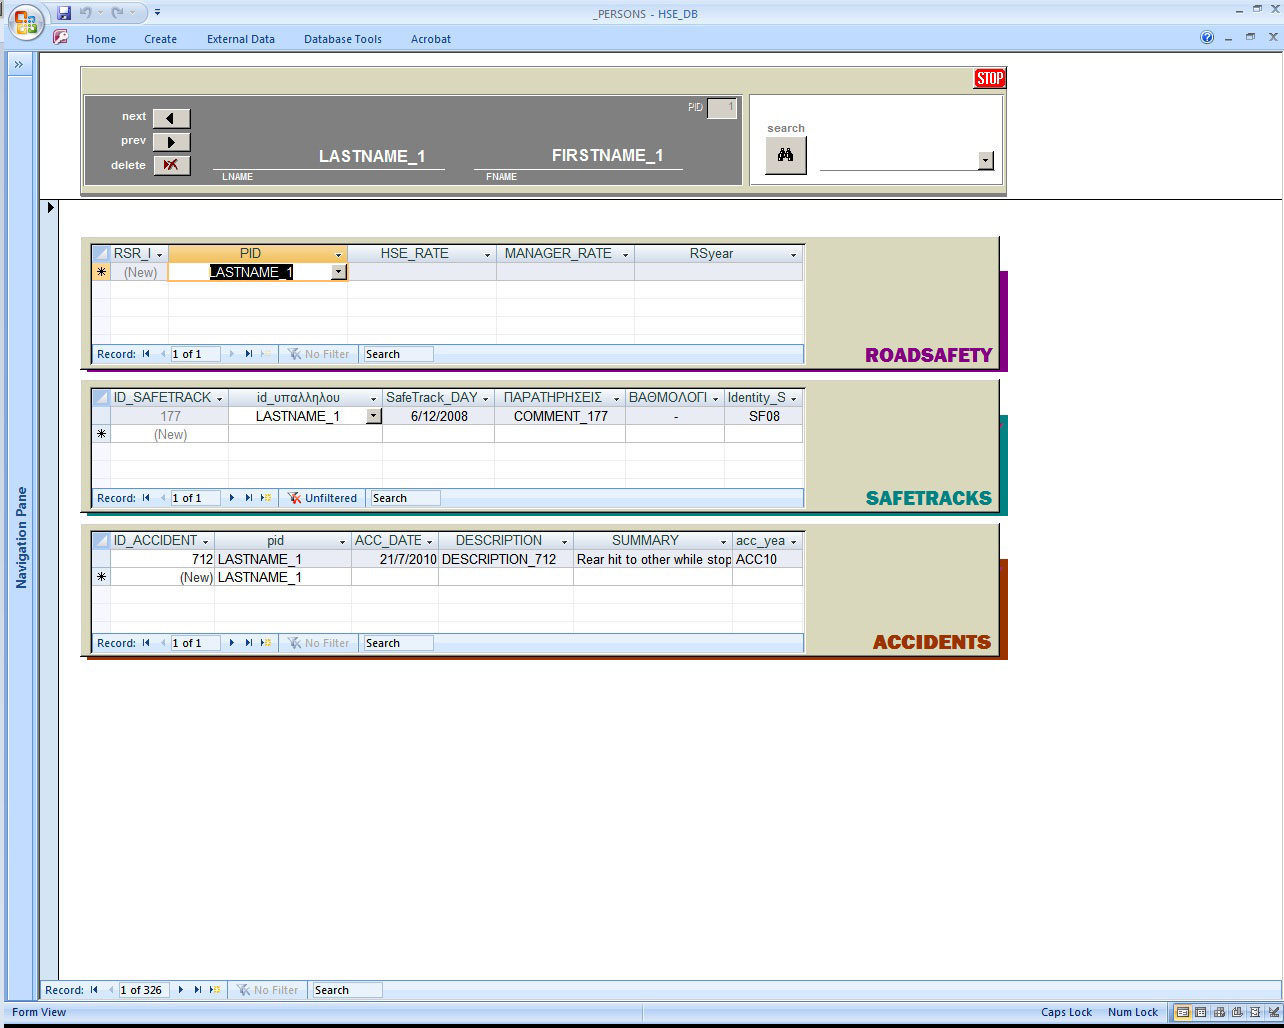 _PERSONS - HSE_DB
Home Create External Data Database Tools Acrobat
»
STOP
next
prev
delete
PID 1
LASTNAME_1 FIRSTNAME_1
LNAME FNAME
search
RSR_I PID HSE_RATE MANAGER_RATE RSyear
(New) LASTNAME_1
Record: 1 of 1 No Filter Search
ROADSAFETY
ID_SAFETRACK id_υπαλληλου SafeTrack_DAY ΠΑΡΑΤΗΡΗΣΕΙΣ ΒΑΘΜΟΛΟΓΙ Identity_S
177 LASTNAME_1 6/12/2008 COMMENT_177 - SF08
(New)
Record: 1 of 1 Unfiltered Search
SAFETRACKS
ID_ACCIDENT pid ACC_DATE DESCRIPTION SUMMARY acc_yea
712 LASTNAME_1 21/7/2010 DESCRIPTION_712 Rear hit to other while stop ACC10
(New) LASTNAME_1
Record: 1 of 1 No Filter Search
ACCIDENTS
Navigation Pane
Record: 1 of 326 No Filter Search
Form View Caps Lock Num Lock